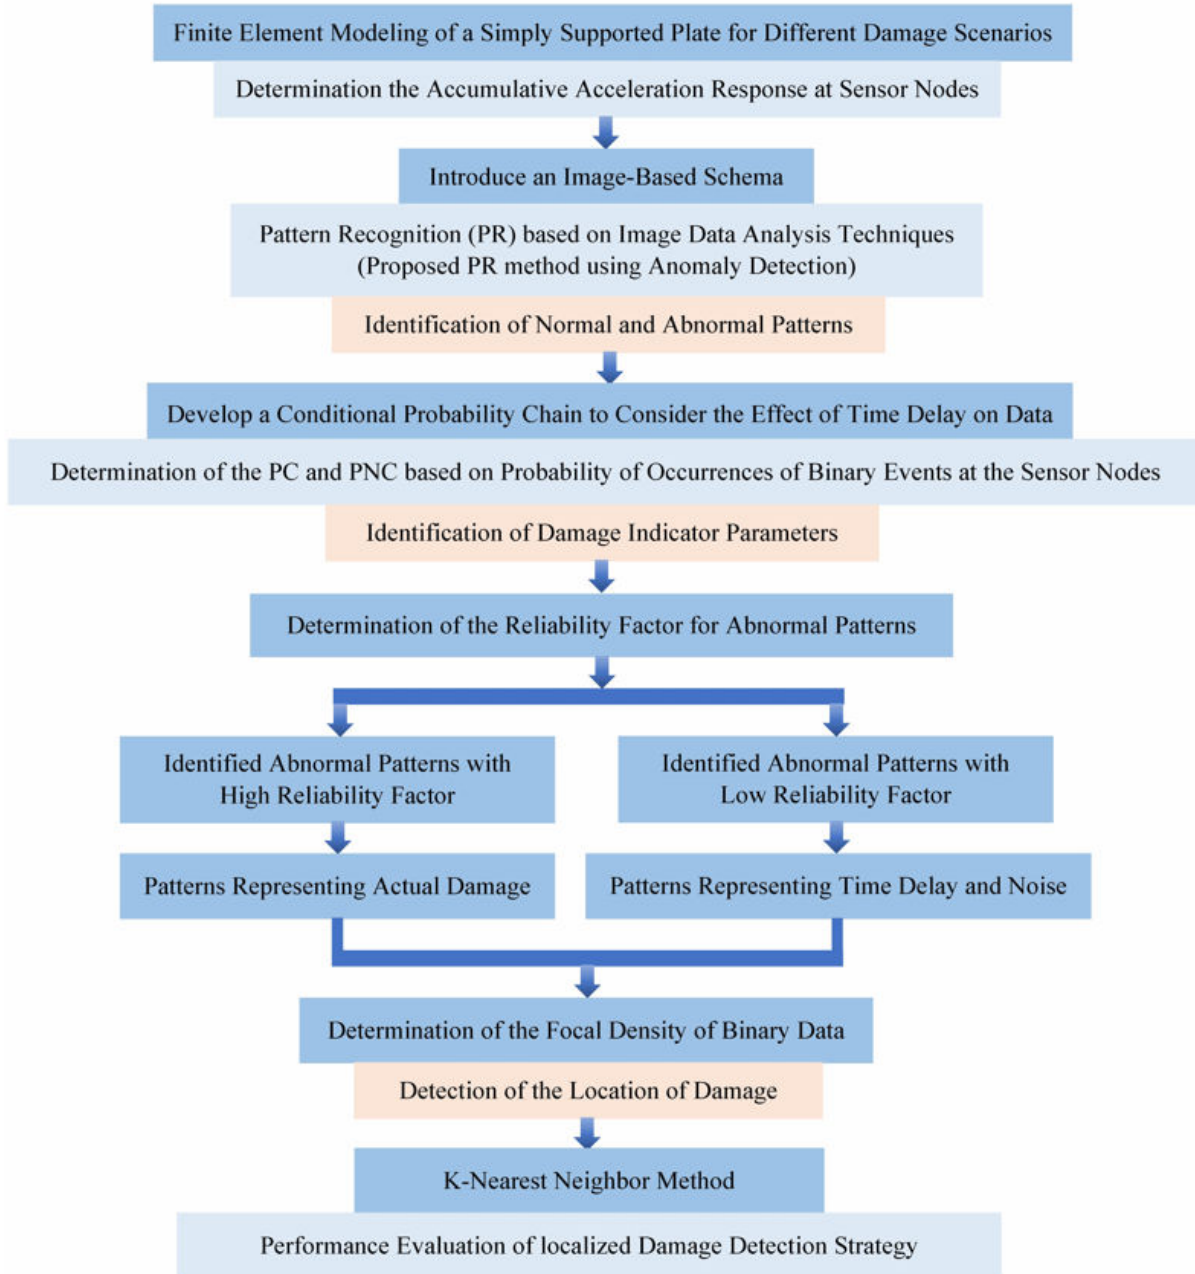 Finite Element Modeling of a Simply Supported Plate for Different Damage Scenarios
Determination the Accumulative Acceleration Response at Sensor Nodes
Introduce an Image-Based Schema
Pattern Recognition (PR) based on Image Data Analysis Techniques
(Proposed PR method using Anomaly Detection)
Identification of Normal and Abnormal Patterns
Develop a Conditional Probability Chain to Consider the Effect of Time Delay on Data
Determination of the PC and PNC based on Probability of Occurrences of Binary Events at the Sensor Nodes
Identification of Damage Indicator Parameters
Determination of the Reliability Factor for Abnormal Patterns
Identified Abnormal Patterns with
High Reliability Factor
Identified Abnormal Patterns with
Low Reliability Factor
Patterns Representing Actual Damage
Patterns Representing Time Delay and Noise
Determination of the Focal Density of Binary Data
Detection of the Location of Damage
K-Nearest Neighbor Method
Performance Evaluation of localized Damage Detection Strategy